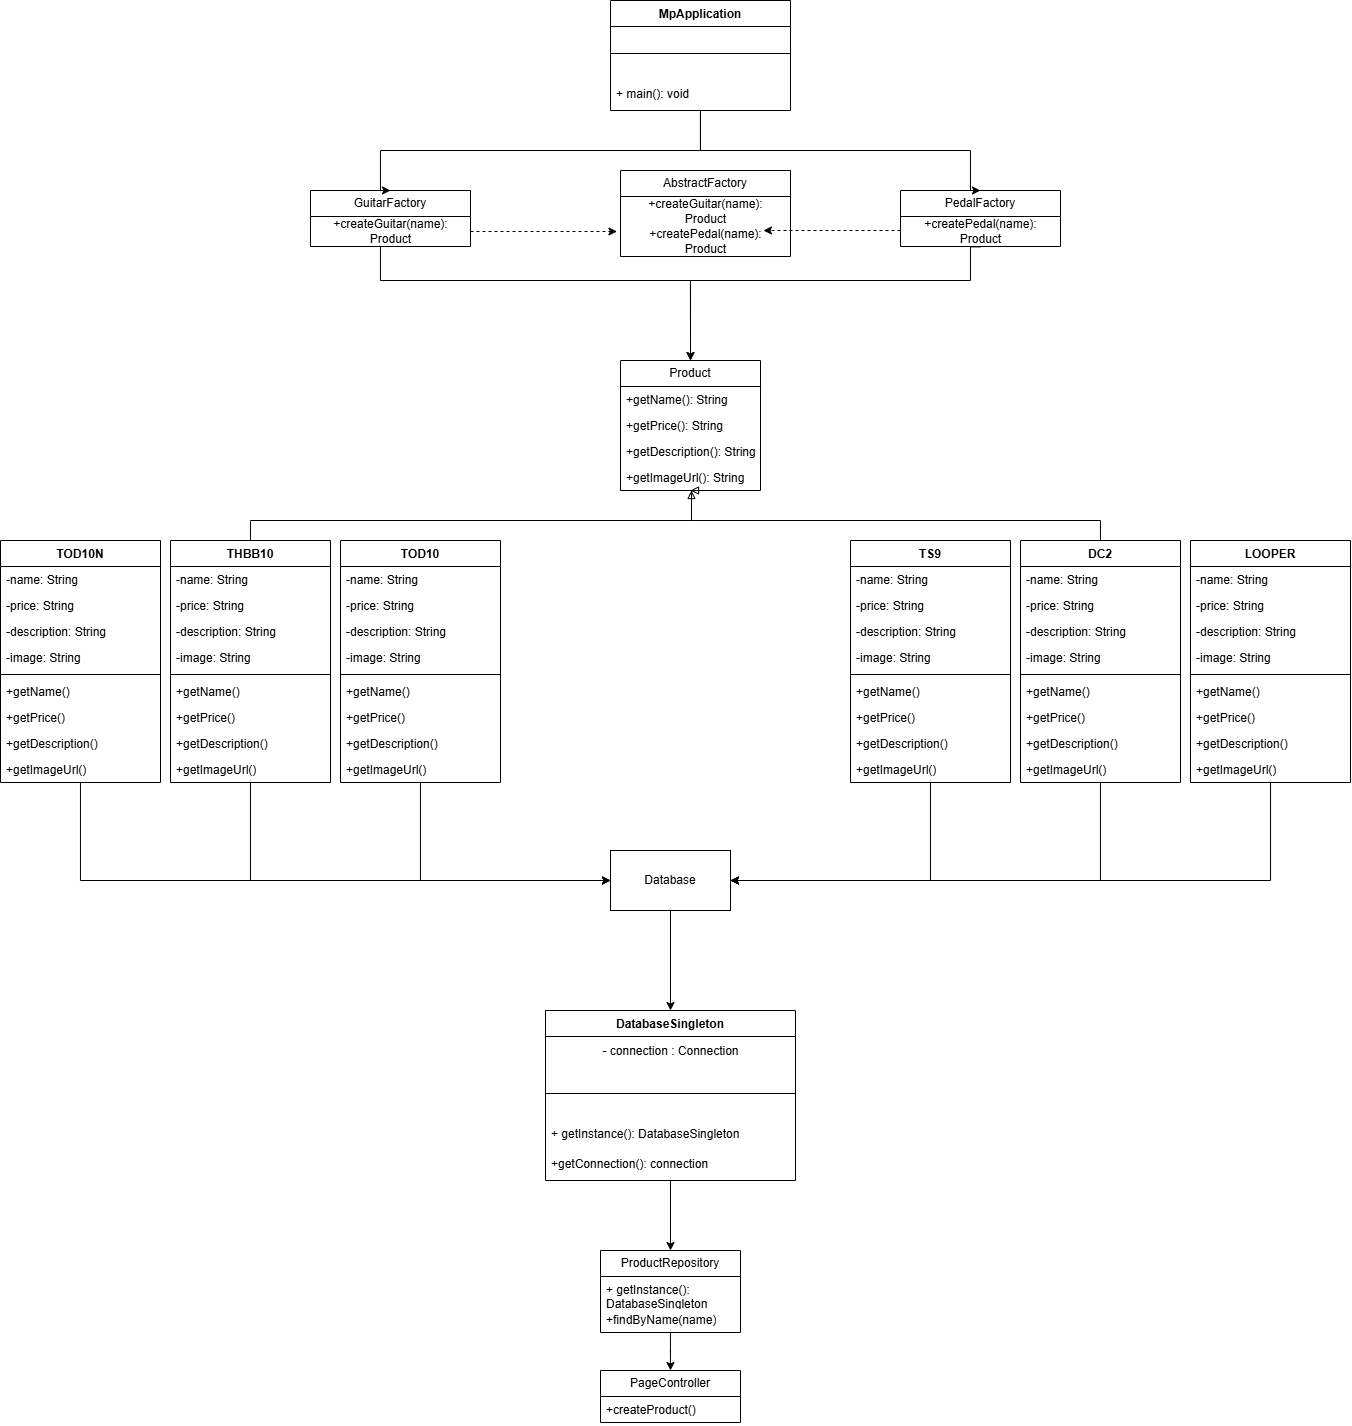 MpApplication
+ main(): void
GuitarFactory
+createGuitar(name):
Product
AbstractFactory
+createGuitar(name):
Product
+createPedal(name):
Product
PedalFactory
+createPedal(name):
Product
Product
+getName(): String
+getPrice(): String
+getDescription(): String
+getImageUrl(): String
TOD10N
-name: String
-price: String
-description: String
-image: String
+getName()
+getPrice()
+getDescription()
+getImageUrl()
THBB10
-name: String
-price: String
-description: String
-image: String
+getName()
+getPrice()
+getDescription()
+getImageUrl()
TOD10
-name: String
-price: String
-description: String
-image: String
+getName()
+getPrice()
+getDescription()
+getImageUrl()
TS9
-name: String
-price: String
-description: String
-image: String
+getName()
+getPrice()
+getDescription()
+getImageUrl()
DC2
-name: String
-price: String
-description: String
-image: String
+getName()
+getPrice()
+getDescription()
+getImageUrl()
LOOPER
-name: String
-price: String
-description: String
-image: String
+getName()
+getPrice()
+getDescription()
+getImageUrl()
Database
DatabaseSingleton
- connection : Connection
+ getInstance(): DatabaseSingleton
+getConnection(): connection
ProductRepository
+ getInstance():
DatabaseSingleton
+findByName(name)
PageController
+createProduct()